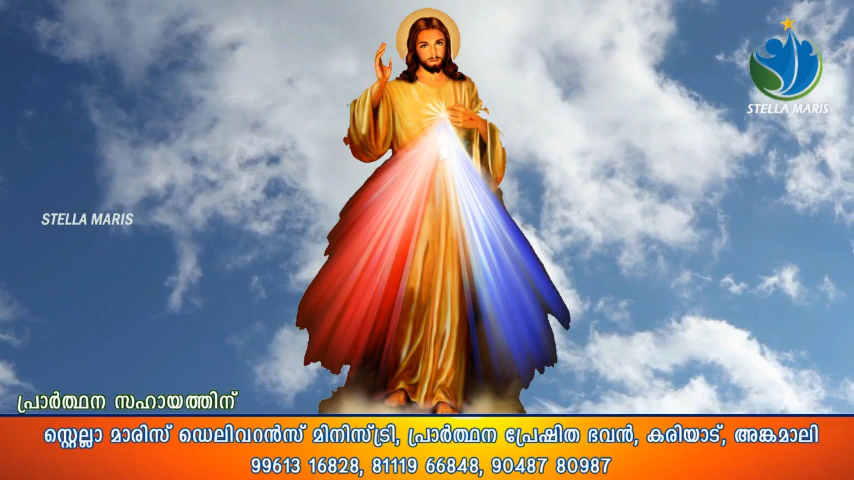 STELLA MARIS
STELLA MARIS
പ്രാർത്ഥന സഹായത്തിന്
സ്റ്റെല്ലാ മാരിസ് ഡെലിവറൻസ് മിനിസ്ട്രി, പ്രാർത്ഥന പ്രേഷിത ഭവൻ, കരിയാട്, അങ്കമാലി
99613 16828, 81119 66848, 90487 80987